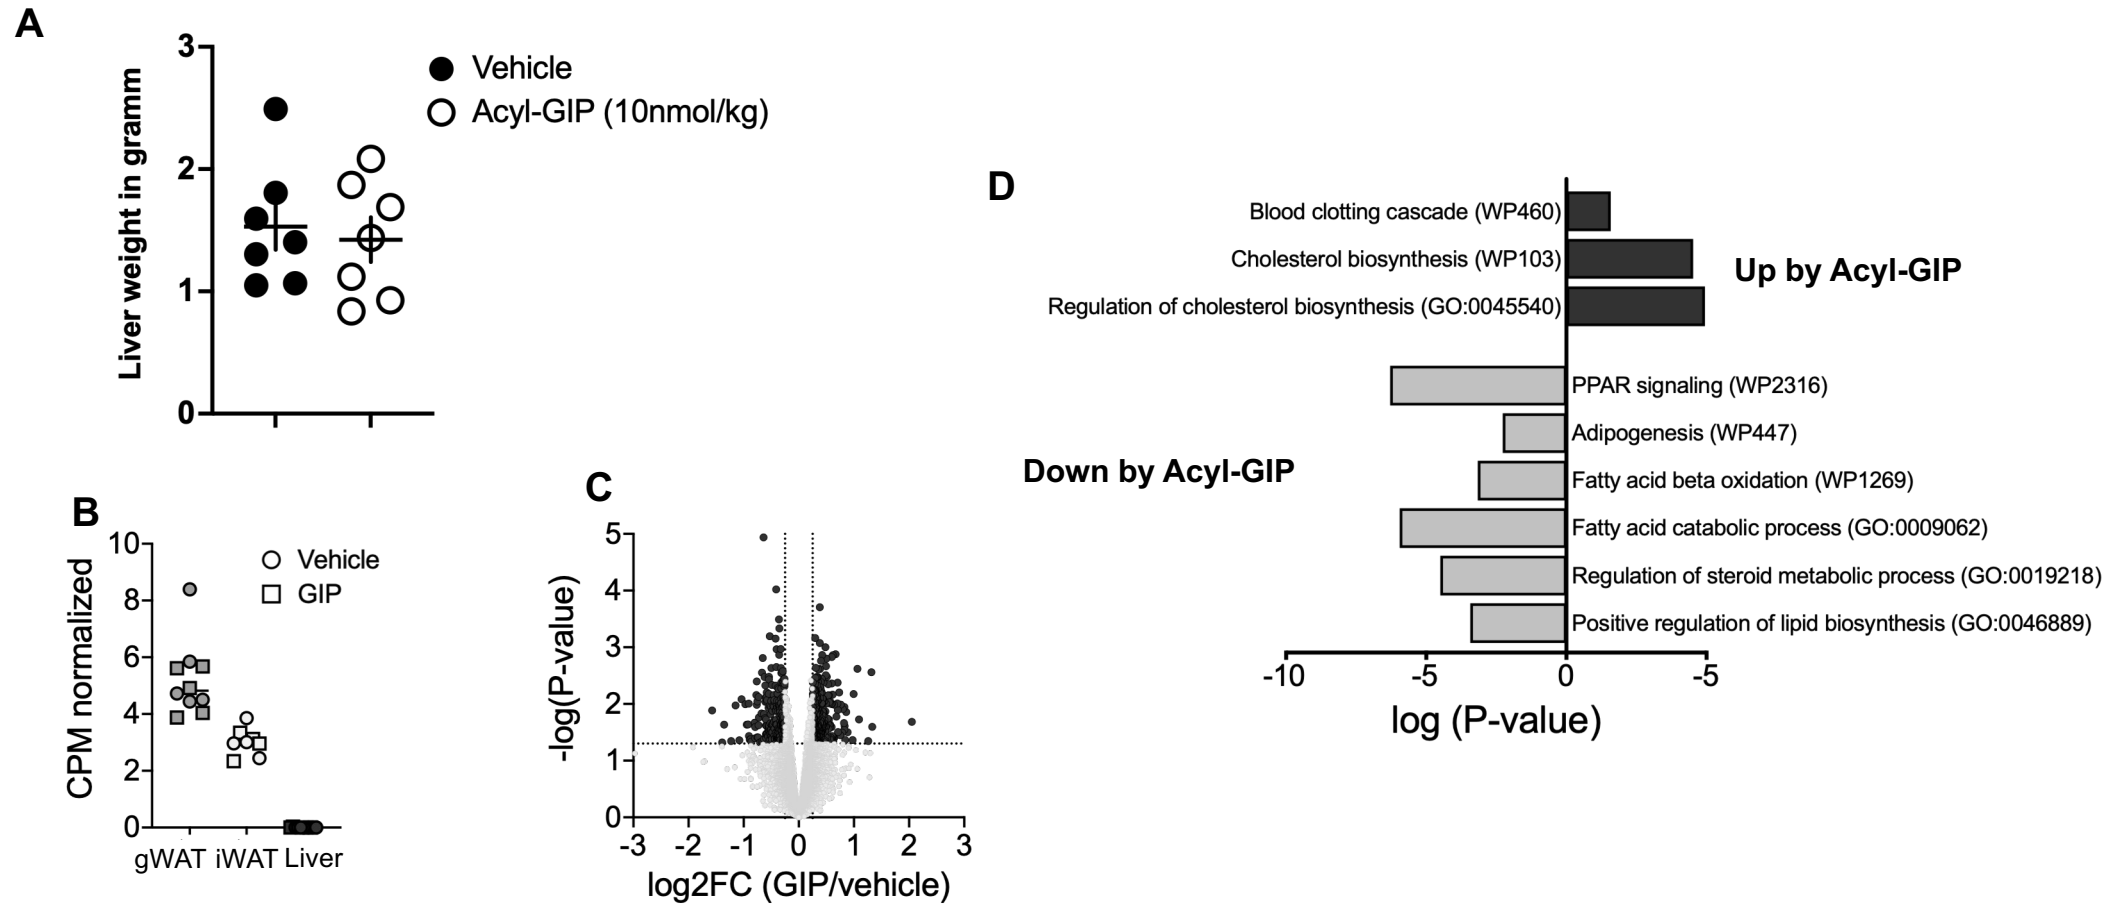 A
Liver weight in gramm
3
2
1
0
Vehicle
Acyl-GIP (10nmol/kg)
B
CPM normalized
10
8
6
4
2
0
Vehicle
GIP
gWAT iWAT Liver
C
-log(P-value)
5
4
3
2
1
0
-3 -2 -1 0 1 2 3
log2FC (GIP/vehicle)
D
Blood clotting cascade (WP460)
Cholesterol biosynthesis (WP103)
Regulation of cholesterol biosynthesis (GO:0045540)
Up by Acyl-GIP
Down by Acyl-GIP
PPAR signaling (WP2316)
Adipogenesis (WP447)
Fatty acid beta oxidation (WP1269)
Fatty acid catabolic process (GO:0009062)
Regulation of steroid metabolic process (GO:0019218)
Positive regulation of lipid biosynthesis (GO:0046889)
-10 -5 0 -5
log (P-value)